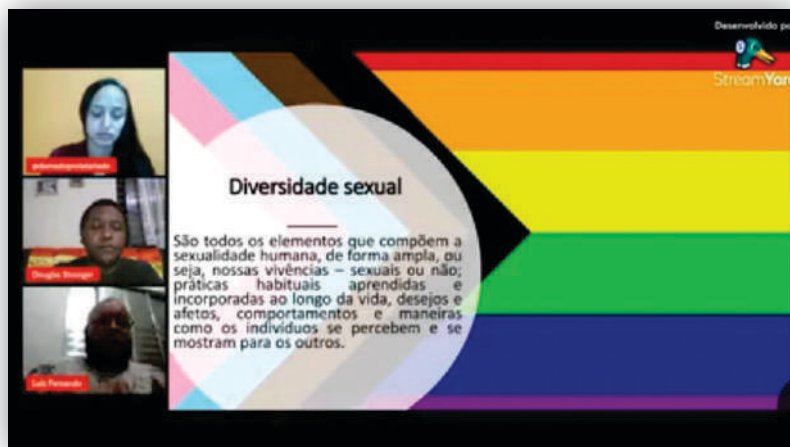 Desenvolvido po
StreamYard
Diversidade sexual
São todos os elementos que compõem a
sexualidade humana, de forma ampla, ou
seja, nossas vivências – sexuais ou não;
práticas habituais aprendidas e
incorporadas ao longo da vida, desejos e
afetos, comportamentos e maneiras
como os indivíduos se percebem e se
mostram para os outros.
Douglas Stronger
Luis Fernando